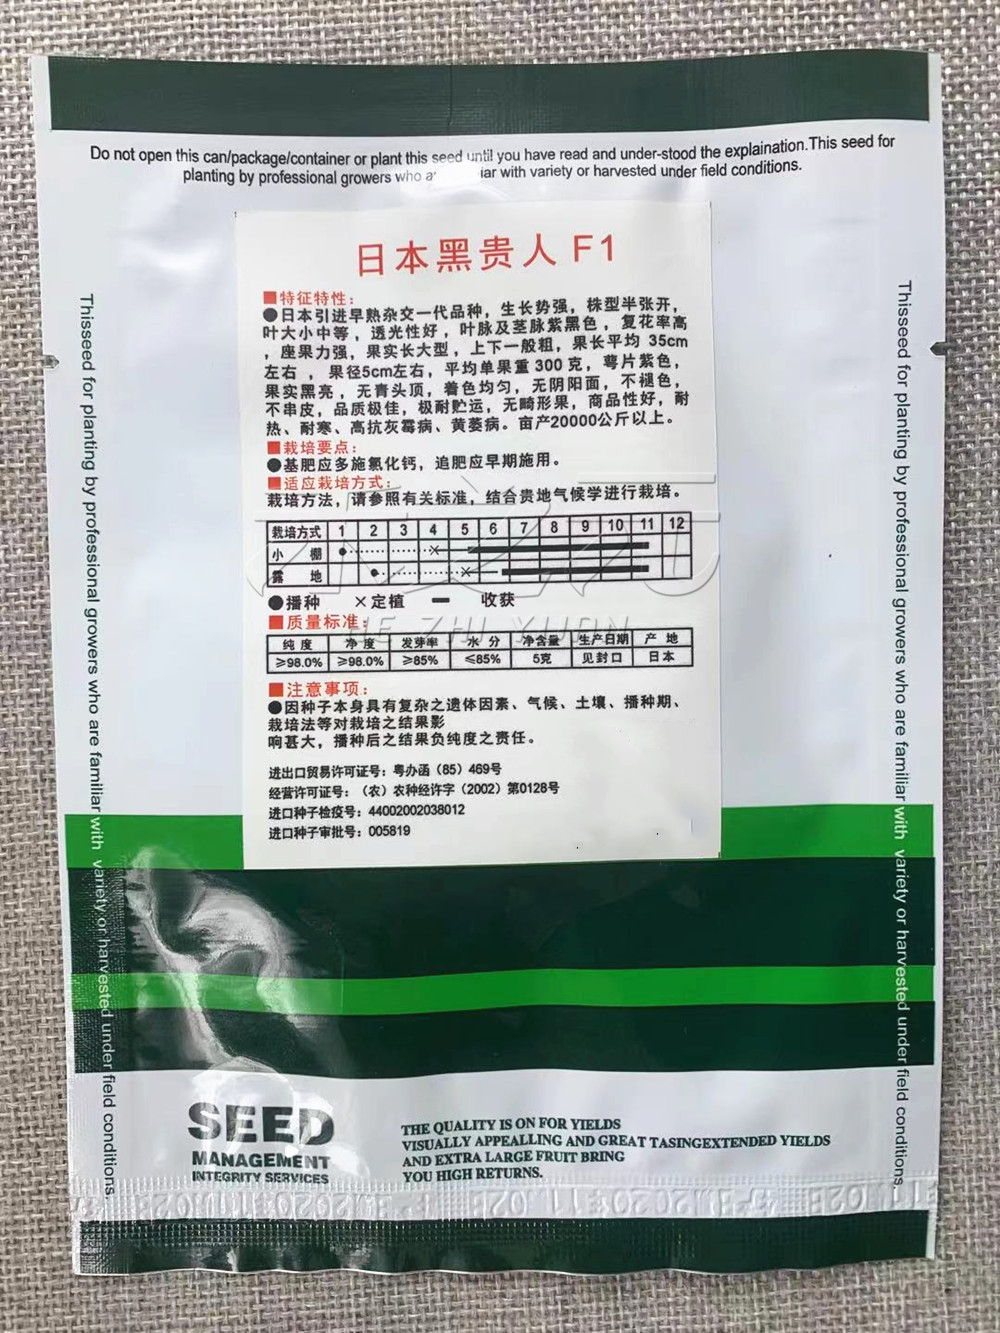 Do not open this can/package/container or plant this seed until you have read and under-stood the explaination.This seed for
planting by professional growers who a iar with variety or harvested under field conditions.
日本黑贵人 F1
■特征特性：
●日本引进早熟杂交一代品种，生长势强，株型半张开，
叶大小中等，透光性好，叶脉及茎脉紫黑色，复花率高
，座果力强，果实长大型，上下一般粗，果长平均 35cm
左右，果径5cm左右，平均单果重 300 克，萼片紫色，
果实黑亮，无青头顶，着色均匀，无阴阳面，不褪色，
不串皮，品质极佳，极耐贮运，无畸形果，商品性好，耐
热、耐寒、高抗灰霉病、黄萎病。亩产20000公斤以上。
■栽培要点：
●基肥应多施氯化钙，追肥应早期施用。
■适应栽培方式：
栽培方法，请参照有关标准，结合贵地气候学进行栽培。
栽培方式 1 2 3 4 5 6 7 8 9 10 11 12
小 棚
露 地
●播种 ×定植 ━ 收获
■质量标准：
纯度 净度 发芽率 水分 净含量 生产日期 产地
≥98.0% ≥98.0% ≥85% ≤85% 5克 见封口 日本
■注意事项：
●因种子本身具有复杂之遗体因素、气候、土壤、播种期、
栽培法等对栽培之结果影
响甚大，播种后之结果负纯度之责任。
进出口贸易许可证号：粤办函（85）469号
经营许可证号：（农）农种经许字（2002）第0128号
进口种子检疫号：44002002038012
进口种子审批号：005819
HE ZHI YUAN
Thisseed for planting by professional growers who are familiar with variety or harvested under field conditions.
Thisseed for planting by professional growers who are familiar with variety or harvested under field conditions.
SEED
MANAGEMENT
INTEGRITY SERVICES
THE QUALITY IS ON FOR YIELDS
VISUALLY APPEALLING AND GREAT TASINGEXTENDED YIELDS
AND EXTRA LARGE FRUIT BRING
YOU HIGH RETURNS.